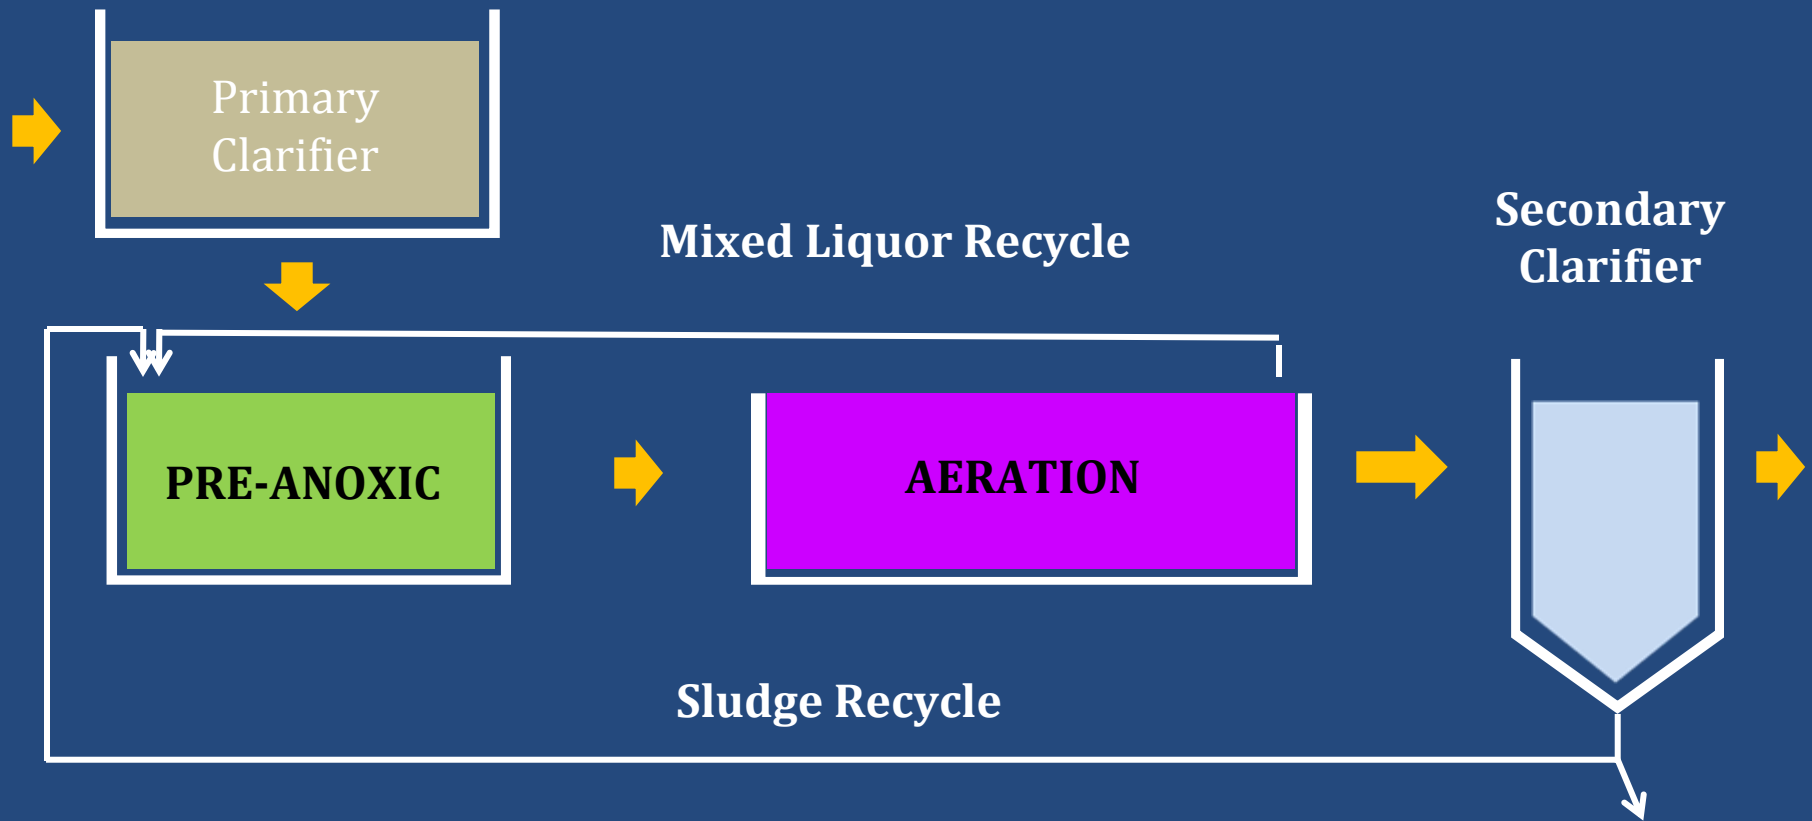 Primary
Clarifier
Mixed Liquor Recycle
Secondary
Clarifier
PRE-ANOXIC
AERATION
Sludge Recycle